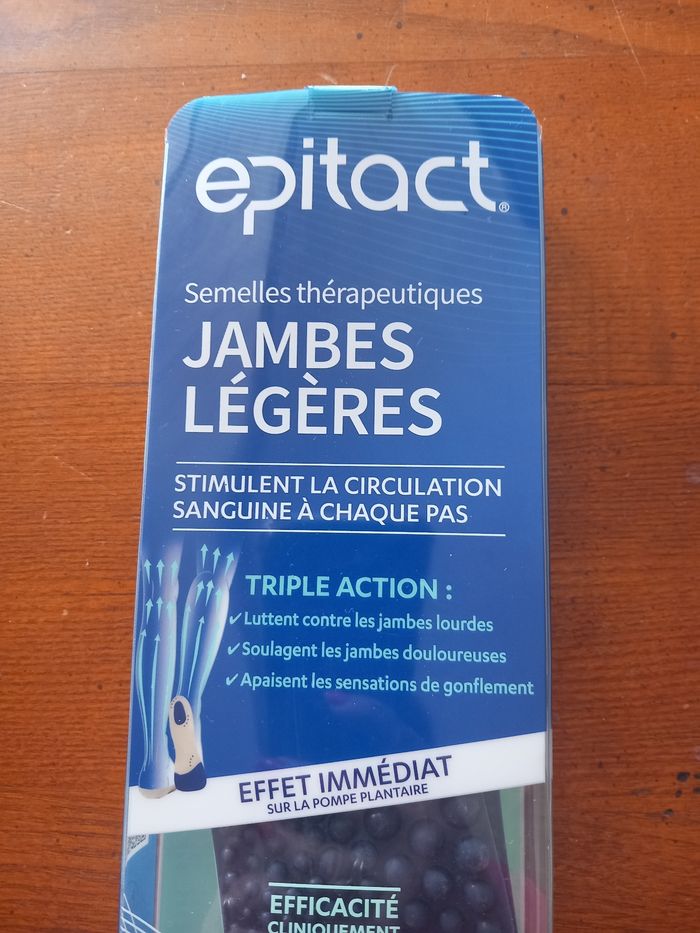 epitact®
Semelles thérapeutiques
JAMBES
LÉGÈRES
STIMULENT LA CIRCULATION
SANGUINE À CHAQUE PAS
TRIPLE ACTION :
✓Luttent contre les jambes lourdes
✓Soulagent les jambes douloureuses
✓Apaisent les sensations de gonflement
EFFET IMMÉDIAT
SUR LA POMPE PLANTAIRE
EFFICACITÉ
CLINIQUEMENT